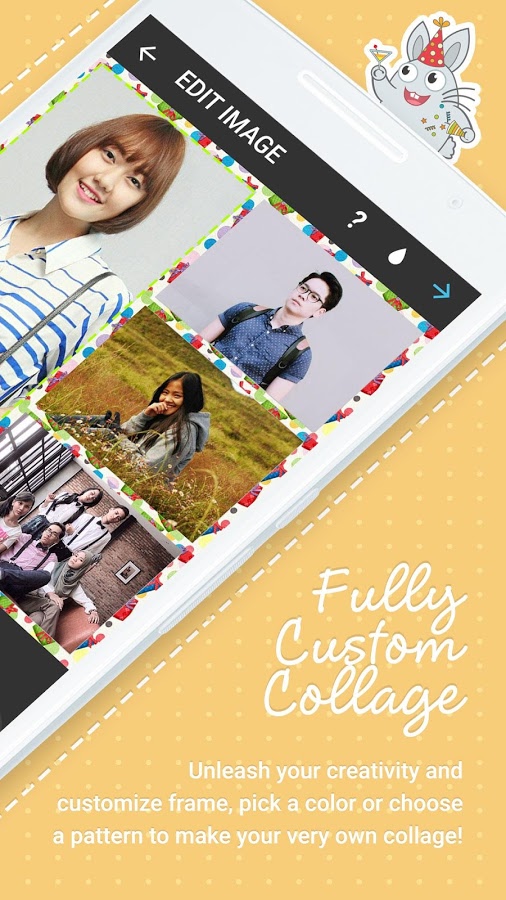 EDIT IMAGE
?
Fully
Custom
Collage
Unleash your creativity and
customize frame, pick a color or choose
a pattern to make your very own collage!